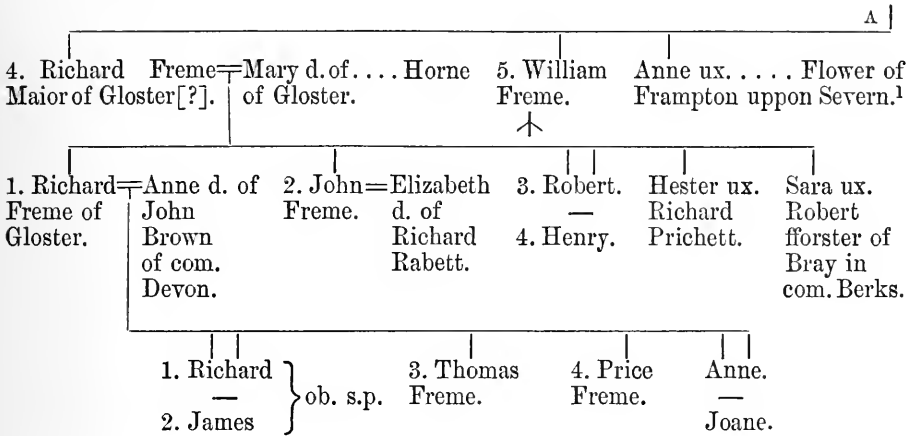 A
4. Richard Freme=Mary d. of .... Horne 5. William Anne ux. .... . Flower of
Maior of Gloster[?]. of Gloster. Freme. Frampton uppon Severn.¹
1. Richard=Anne d. of 2. John=Elizabeth 3. Robert. Hester ux. Sara ux.
Freme of John Freme. d. of — Richard Robert
Gloster. Brown Richard 4. Henry. Prichett. fforster of
of com. Rabett. Bray in
Devon. com. Berks.
1. Richard 3. Thomas 4. Price Anne.
— ob. s.p. Freme. Freme. —
2. James Joane.